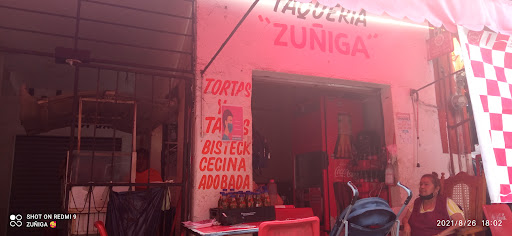 TAQUERIA
"ZUÑIGA"
TORTAS
Y
TACOS
BISTECK
CECINA
ADOBADA
SHOT ON REDMI 9
ZUÑIGA
2021/8/26 18:02